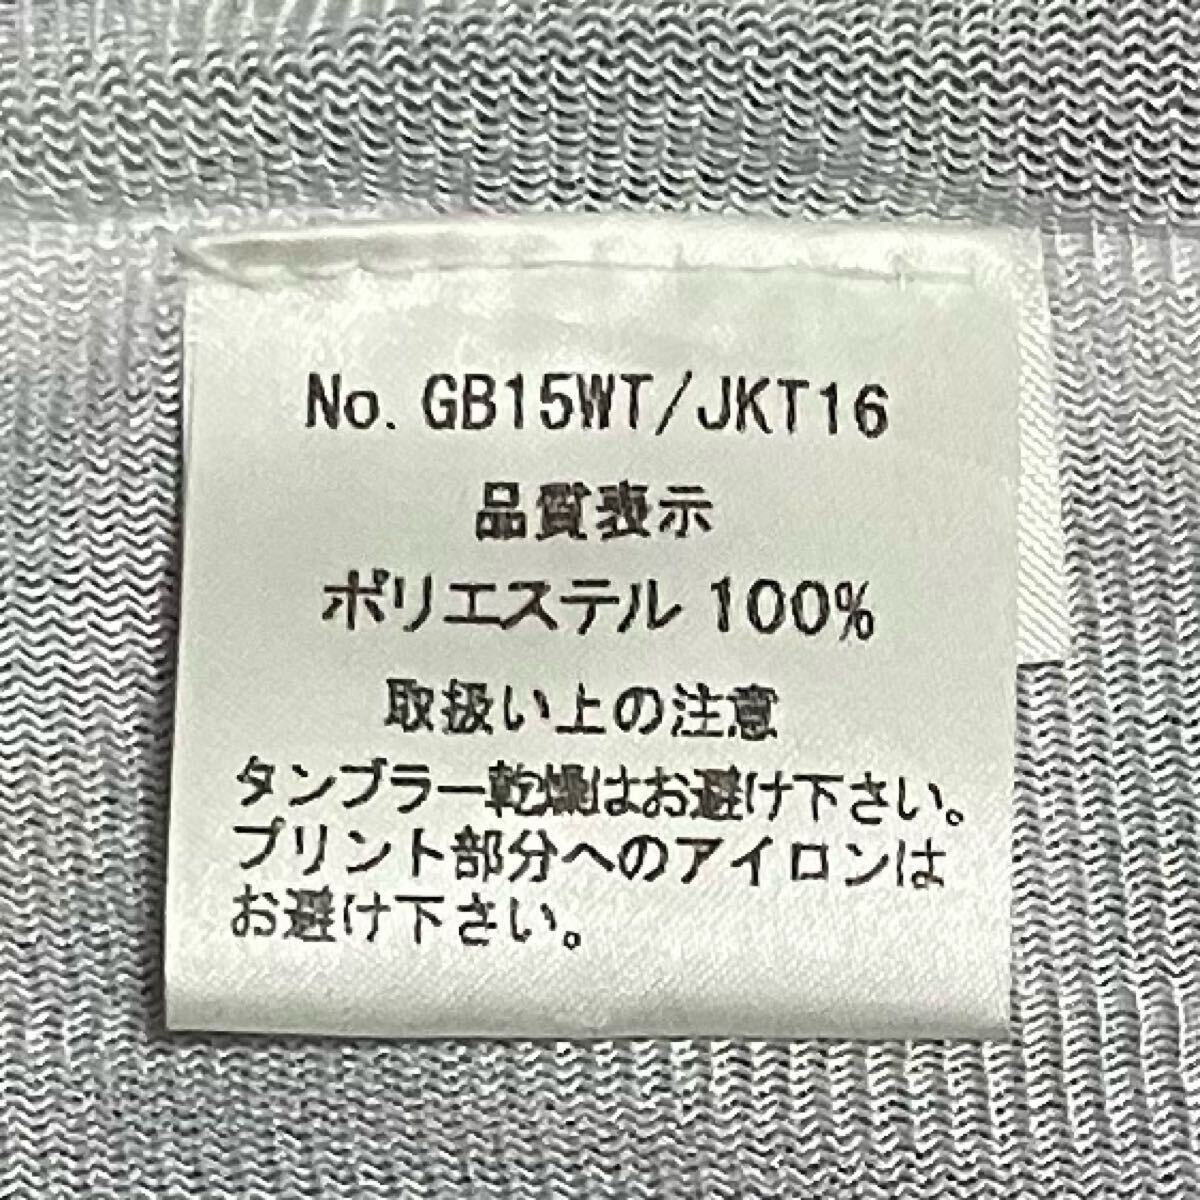 No. GB15WT/JKT16
品質表示
ポリエステル 100%
取扱い上の注意
タンブラー乾燥はお避け下さい。
プリント部分へのアイロンは
お避け下さい。